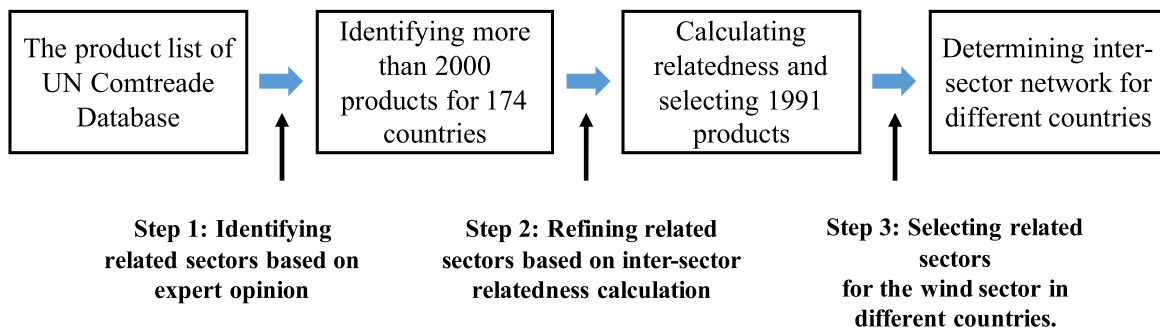 The product list of
UN Comtreade
Database
Identifying more
than 2000
products for 174
countries
Calculating
relatedness and
selecting 1991
products
Determining inter-
sector network for
different countries
Step 1: Identifying
related sectors based on
expert opinion
Step 2: Refining related
sectors based on inter-sector
relatedness calculation
Step 3: Selecting related
sectors
for the wind sector in
different countries.